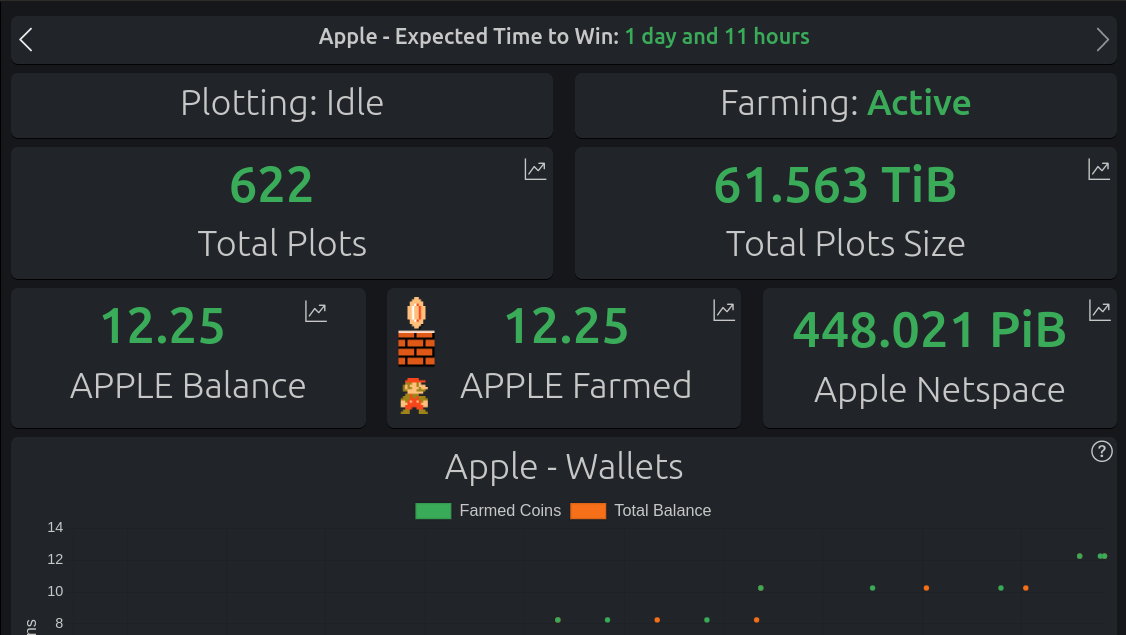 Apple - Expected Time to Win: 1 day and 11 hours
Plotting: Idle
Farming: Active
622
Total Plots
61.563 TiB
Total Plots Size
12.25
APPLE Balance
12.25
APPLE Farmed
448.021 PiB
Apple Netspace
Apple - Wallets
?
Farmed Coins
Total Balance
14
12
10
8